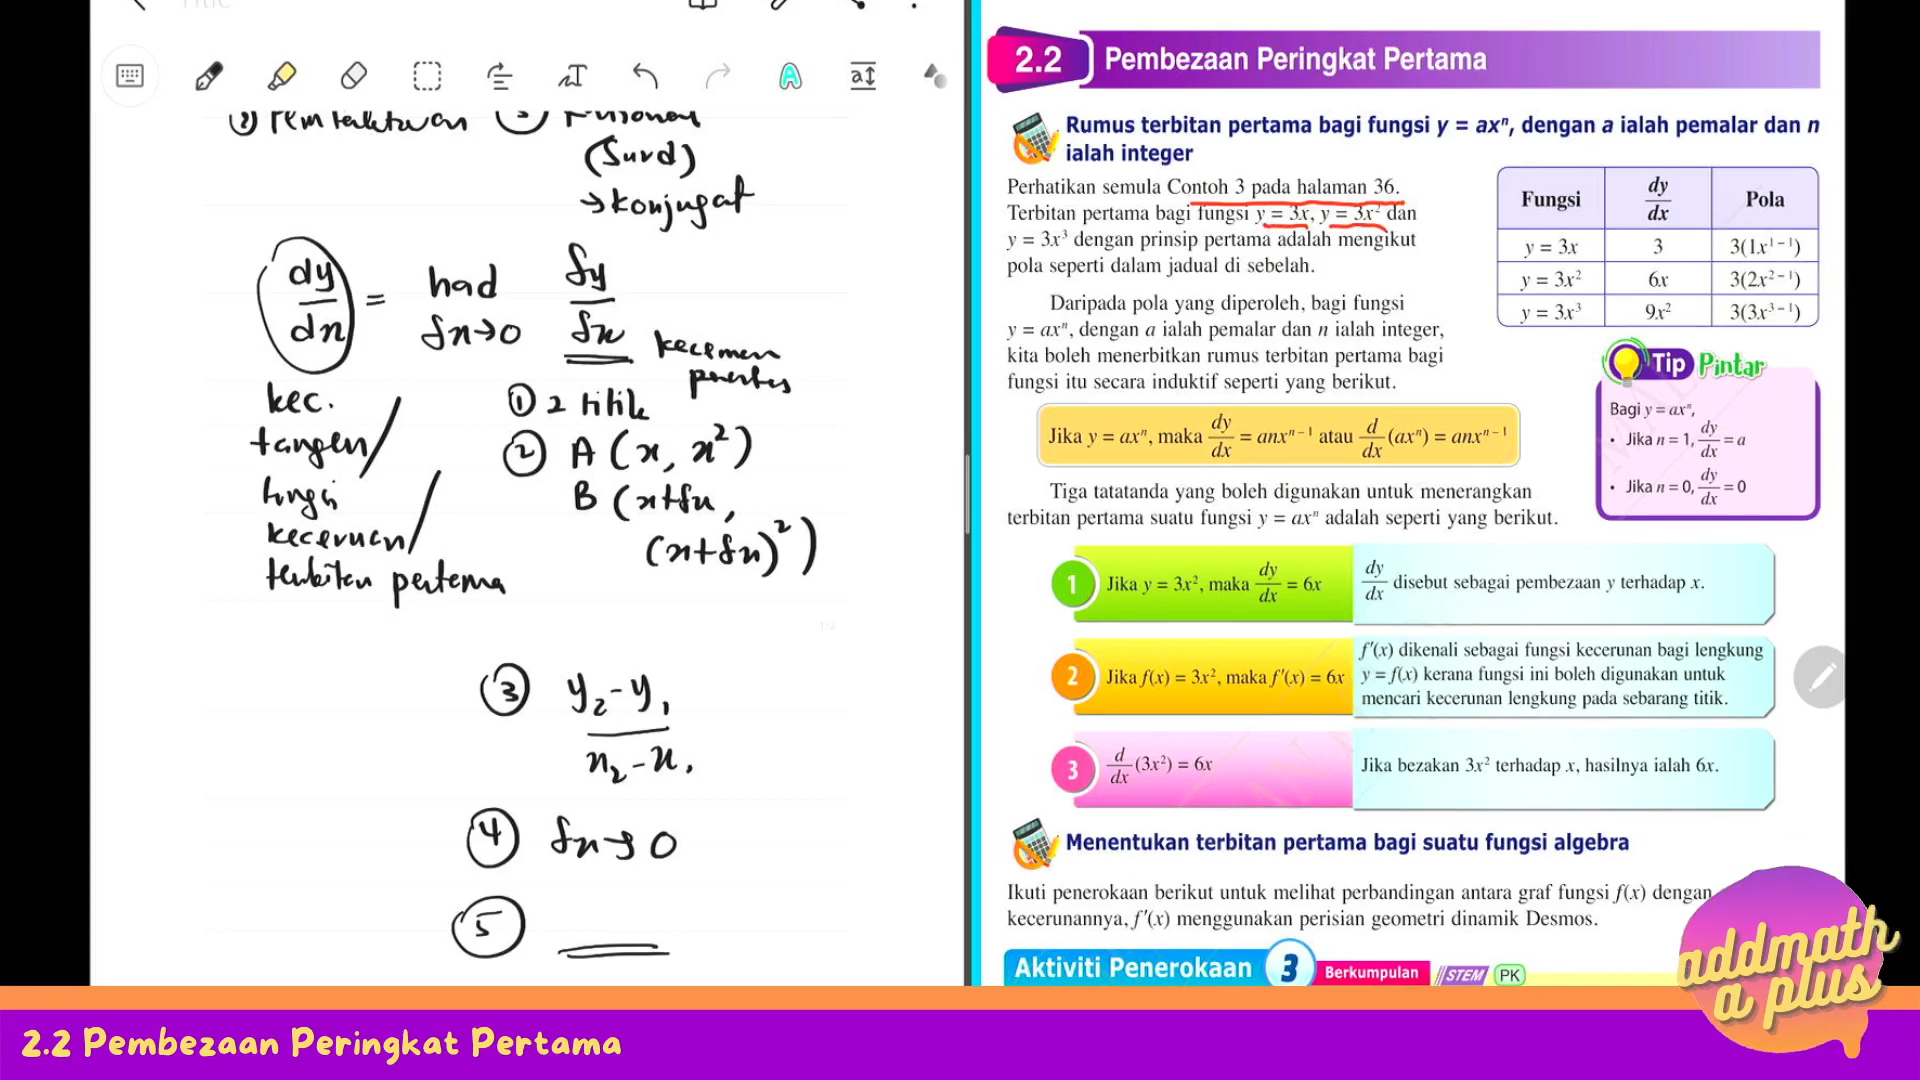 Title
② Pemfaktoran ③
(Surd)
→ konjugat
dy/dx = had δx→0 δy/δx
kec.
tangen/
fungsi
kecerunan/
terbitan pertama
① 2 titik
② A (x, x²)
B (x+δx,
(x+δx)²)
1/2
③ y₂-y₁ / x₂-x₁
④ δx→0
⑤
2.2 Pembezaan Peringkat Pertama
Rumus terbitan pertama bagi fungsi y = axⁿ, dengan a ialah pemalar dan n
ialah integer
Perhatikan semula Contoh 3 pada halaman 36.
Terbitan pertama bagi fungsi y = 3x, y = 3x² dan
y = 3x³ dengan prinsip pertama adalah mengikut
pola seperti dalam jadual di sebelah.
Fungsi dy/dx Pola
y = 3x 3 3(1x¹⁻¹)
y = 3x² 6x 3(2x²⁻¹)
y = 3x³ 9x² 3(3x³⁻¹)
Daripada pola yang diperoleh, bagi fungsi
y = axⁿ, dengan a ialah pemalar dan n ialah integer,
kita boleh menerbitkan rumus terbitan pertama bagi
fungsi itu secara induktif seperti yang berikut.
Jika y = axⁿ, maka dy/dx = anxⁿ⁻¹ atau d/dx(axⁿ) = anxⁿ⁻¹
Tip Pintar
Bagi y = axⁿ,
• Jika n = 1, dy/dx = a
• Jika n = 0, dy/dx = 0
Tiga tatatanda yang boleh digunakan untuk menerangkan
terbitan pertama suatu fungsi y = axⁿ adalah seperti yang berikut.
1 Jika y = 3x², maka dy/dx = 6x
dy/dx disebut sebagai pembezaan y terhadap x.
2 Jika f(x) = 3x², maka f′(x) = 6x
f′(x) dikenali sebagai fungsi kecerunan bagi lengkung
y = f(x) kerana fungsi ini boleh digunakan untuk
mencari kecerunan lengkung pada sebarang titik.
3 d/dx(3x²) = 6x
Jika bezakan 3x² terhadap x, hasilnya ialah 6x.
Menentukan terbitan pertama bagi suatu fungsi algebra
Ikuti penerokaan berikut untuk melihat perbandingan antara graf fungsi f(x) dengan
kecerunannya, f′(x) menggunakan perisian geometri dinamik Desmos.
Aktiviti Penerokaan 3 Berkumpulan STEM PK
addmath
a plus
2.2 Pembezaan Peringkat Pertama